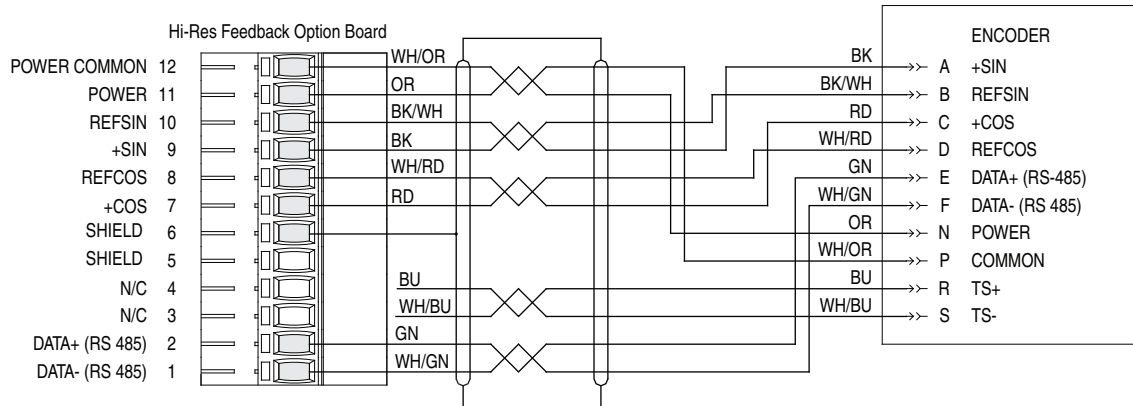 Hi-Res Feedback Option Board
POWER COMMON 12
POWER 11
REFSIN 10
+SIN 9
REFCOS 8
+COS 7
SHIELD 6
SHIELD 5
N/C 4
N/C 3
DATA+ (RS 485) 2
DATA- (RS 485) 1
WH/OR
OR
BK/WH
BK
WH/RD
RD
BU
WH/BU
GN
WH/GN
ENCODER
BK A +SIN
BK/WH B REFSIN
RD C +COS
WH/RD D REFCOS
GN E DATA+ (RS-485)
WH/GN F DATA- (RS 485)
OR N POWER
WH/OR P COMMON
BU R TS+
WH/BU S TS-